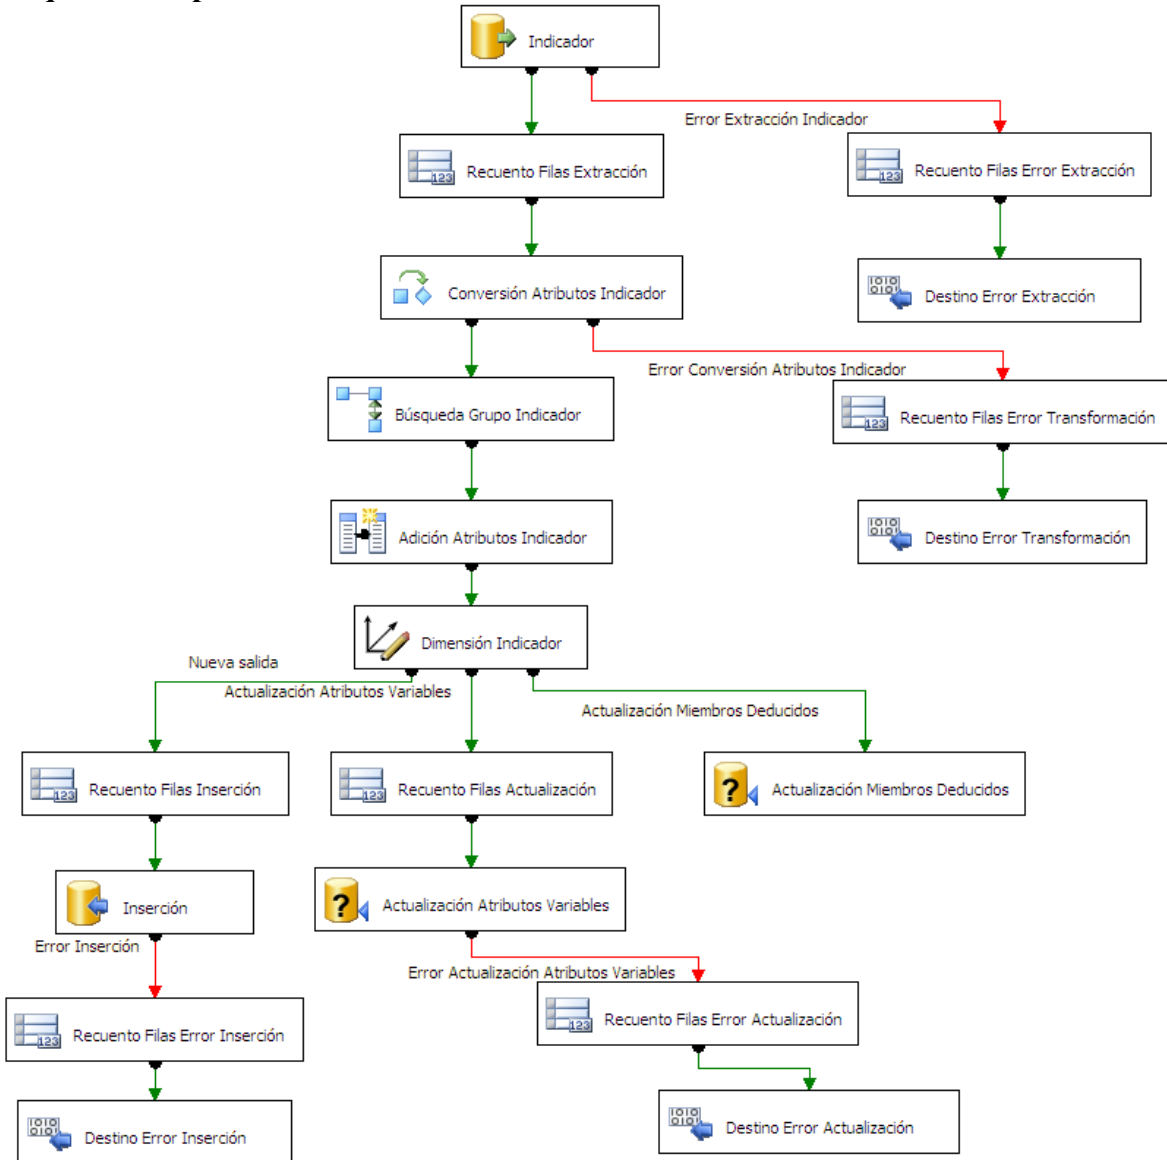 Indicador
Error Extracción Indicador
Recuento Filas Extracción
Recuento Filas Error Extracción
Conversión Atributos Indicador
Destino Error Extracción
Error Conversión Atributos Indicador
Búsqueda Grupo Indicador
Recuento Filas Error Transformación
Adición Atributos Indicador
Destino Error Transformación
Dimensión Indicador
Nueva salida
Actualización Atributos Variables
Actualización Miembros Deducidos
Recuento Filas Inserción
Recuento Filas Actualización
Actualización Miembros Deducidos
Inserción
Actualización Atributos Variables
Error Inserción
Error Actualización Atributos Variables
Recuento Filas Error Inserción
Recuento Filas Error Actualización
Destino Error Inserción
Destino Error Actualización